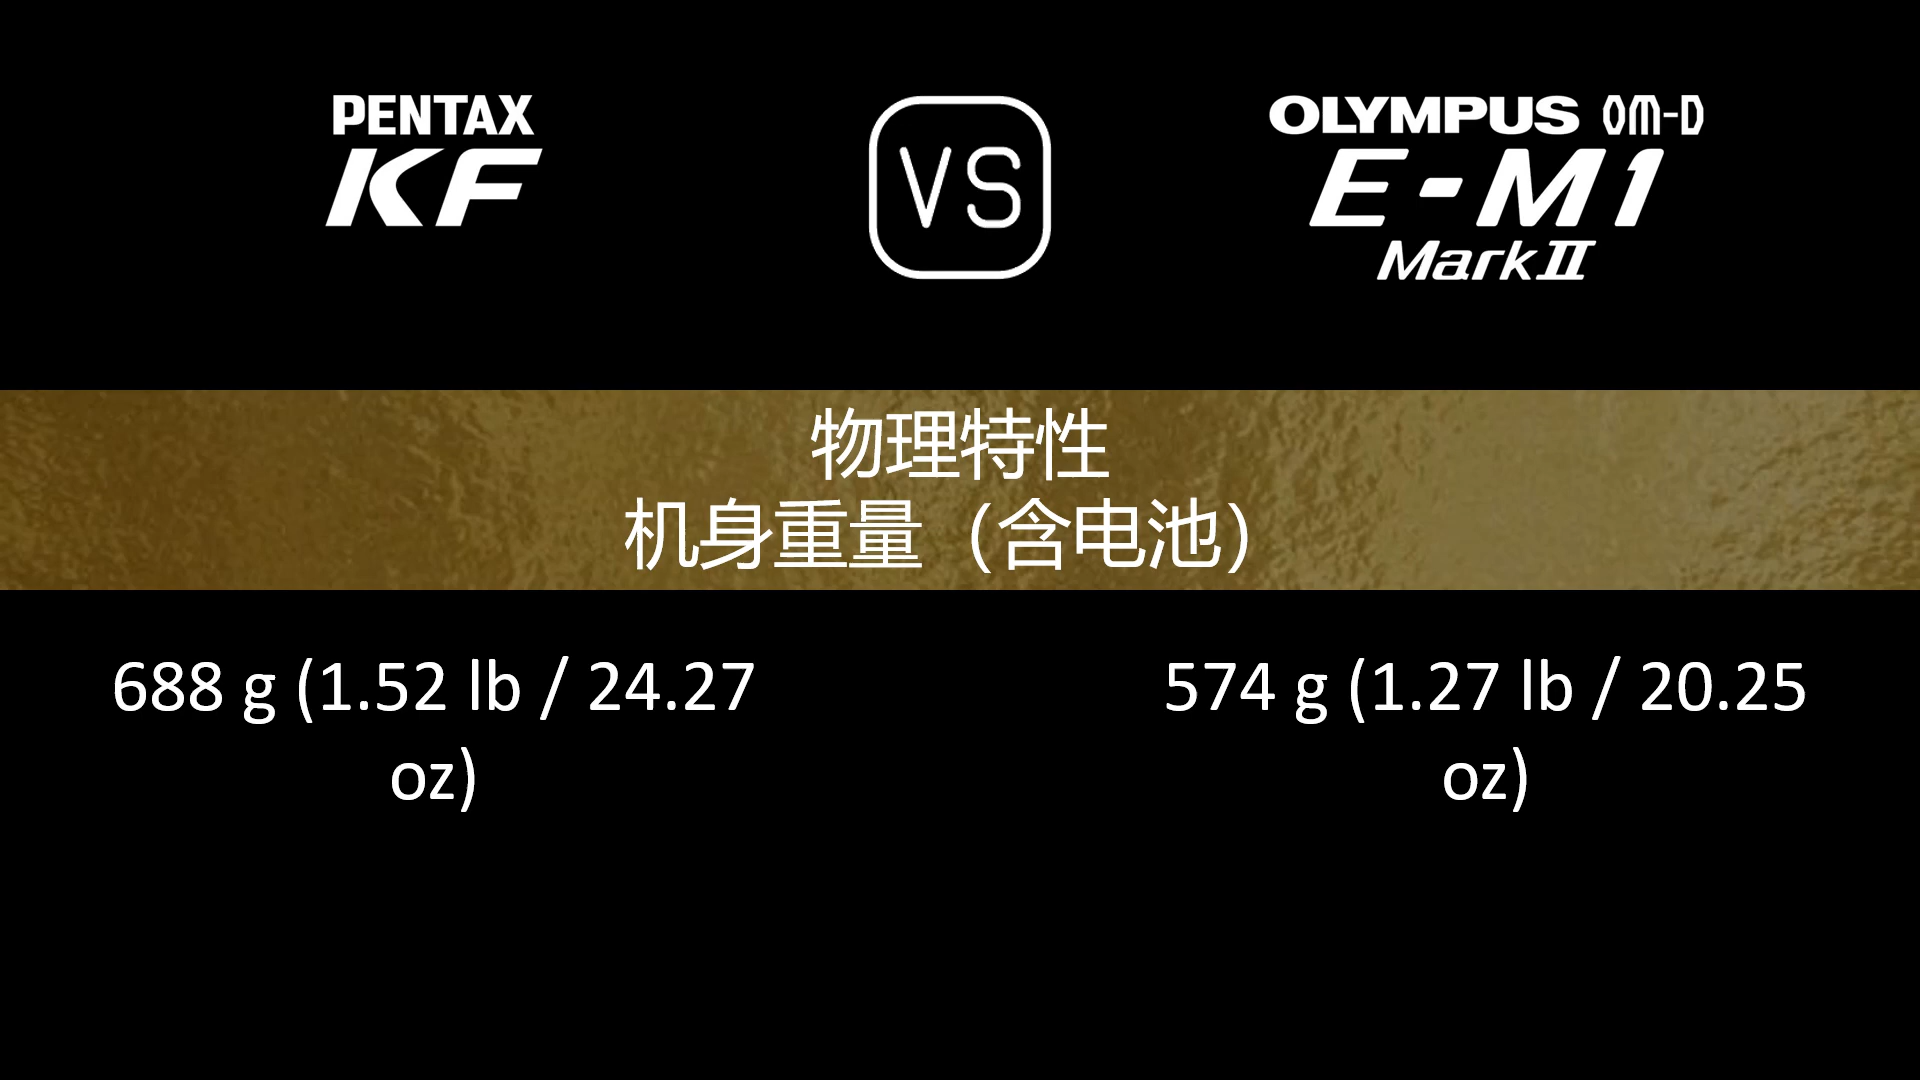 PENTAX
KF
VS
OLYMPUS OM-D
E-M1
Mark II
物理特性
机身重量（含电池）
688 g (1.52 lb / 24.27
oz)
574 g (1.27 lb / 20.25
oz)